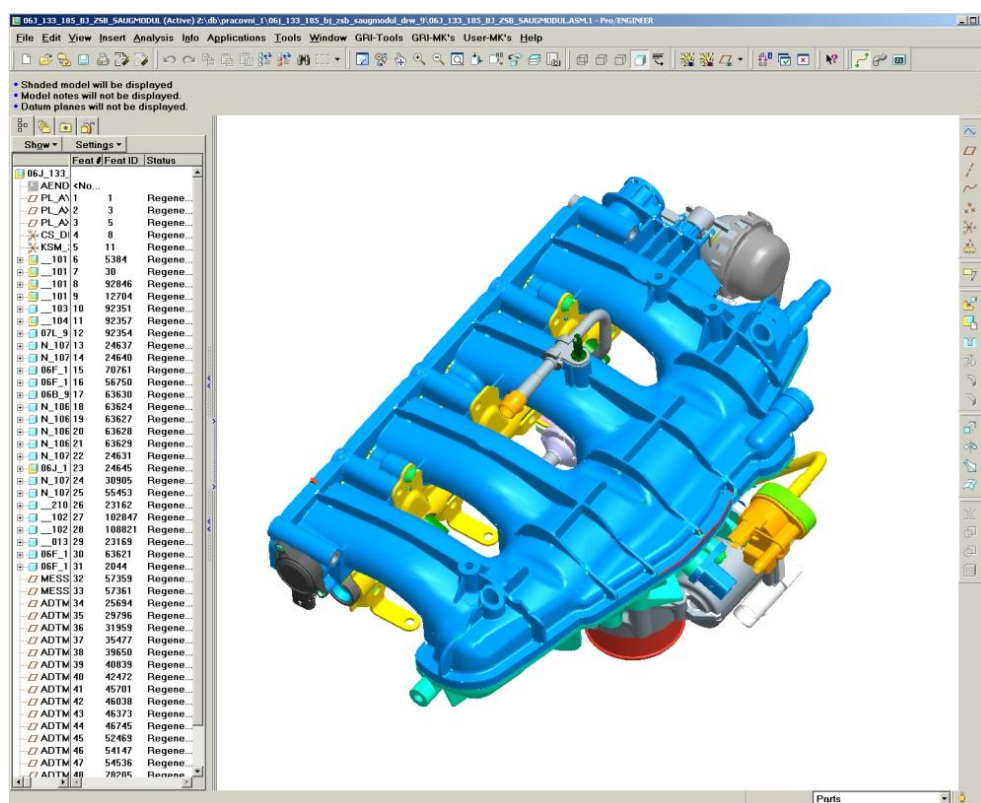 06J_133_185_BJ_ZSB_SAUGMODUL (Active) Z:\db\pracovni_1\06j_133_185_bj_zsb_saugmodul_drw_9\06J_133_185_BJ_ZSB_SAUGMODUL.ASM.1 - Pro/ENGINEER
File Edit View Insert Analysis Info Applications Tools Window GRI-Tools GRI-MK's User-MK's Help
• Shaded model will be displayed
• Model notes will not be displayed.
• Datum planes will not be displayed.
Show Settings
Feat # Feat ID Status
06J_133_
AEND <No...
PL_AY 1 1 Regene...
PL_AX 2 3 Regene...
PL_AX 3 5 Regene...
CS_DI 4 8 Regene...
KSM_ 5 11 Regene...
__101 6 5384 Regene...
__101 7 30 Regene...
__101 8 92846 Regene...
__101 9 12704 Regene...
__103 10 92351 Regene...
__104 11 92357 Regene...
07L_9 12 92354 Regene...
N_107 13 24637 Regene...
N_107 14 24640 Regene...
06F_1 15 70761 Regene...
06F_1 16 56750 Regene...
06B_9 17 63630 Regene...
N_106 18 63624 Regene...
N_106 19 63627 Regene...
N_106 20 63628 Regene...
N_106 21 63629 Regene...
N_107 22 24631 Regene...
06J_1 23 24645 Regene...
N_107 24 30905 Regene...
N_107 25 55453 Regene...
__210 26 23162 Regene...
__102 27 102847 Regene...
__102 28 108821 Regene...
__013 29 23169 Regene...
06F_1 30 63621 Regene...
06F_1 31 2044 Regene...
MESS 32 57359 Regene...
MESS 33 57361 Regene...
ADTM 34 25694 Regene...
ADTM 35 29796 Regene...
ADTM 36 31959 Regene...
ADTM 37 35477 Regene...
ADTM 38 39650 Regene...
ADTM 39 40839 Regene...
ADTM 40 42472 Regene...
ADTM 41 45701 Regene...
ADTM 42 46038 Regene...
ADTM 43 46373 Regene...
ADTM 44 46745 Regene...
ADTM 45 52469 Regene...
ADTM 46 54147 Regene...
ADTM 47 54536 Regene...
ADTM 48 78205 Regene...
Parts